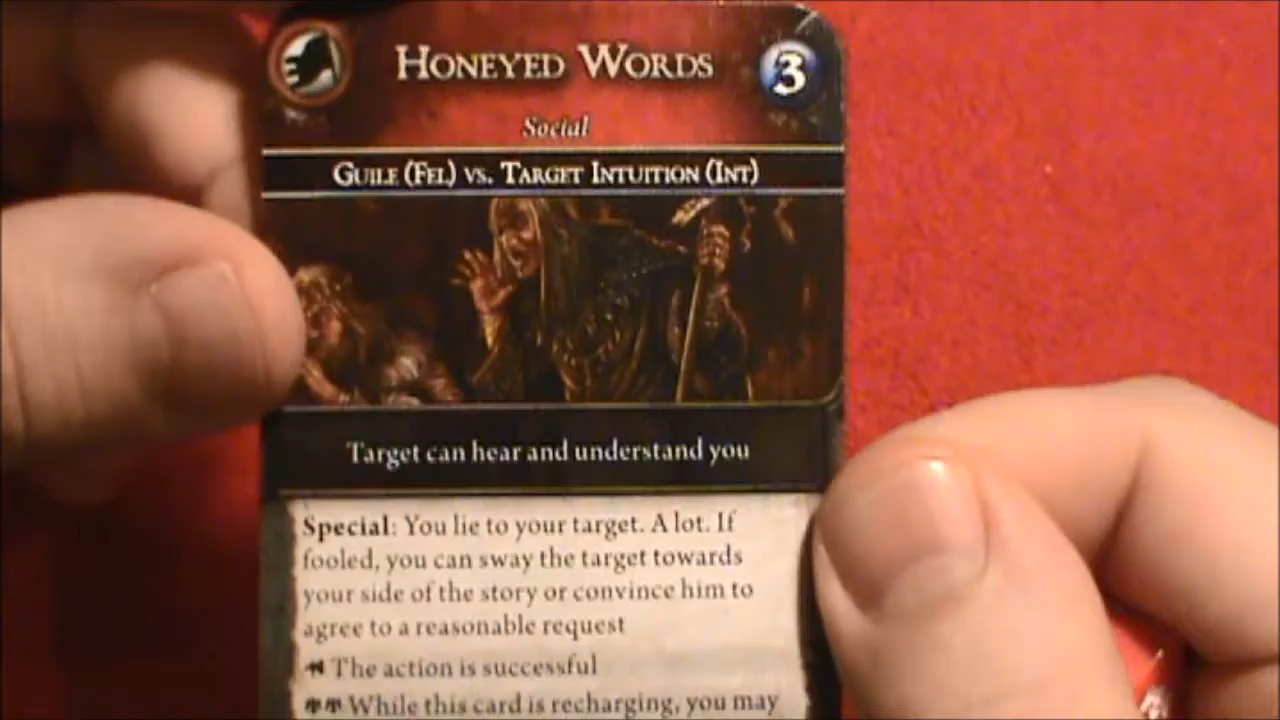 Honeyed Words
3
Social
Guile (Fel) vs. Target Intuition (Int)
Target can hear and understand you
Special: You lie to your target. A lot. If
fooled, you can sway the target towards
your side of the story or convince him to
agree to a reasonable request
The action is successful
While this card is recharging, you may